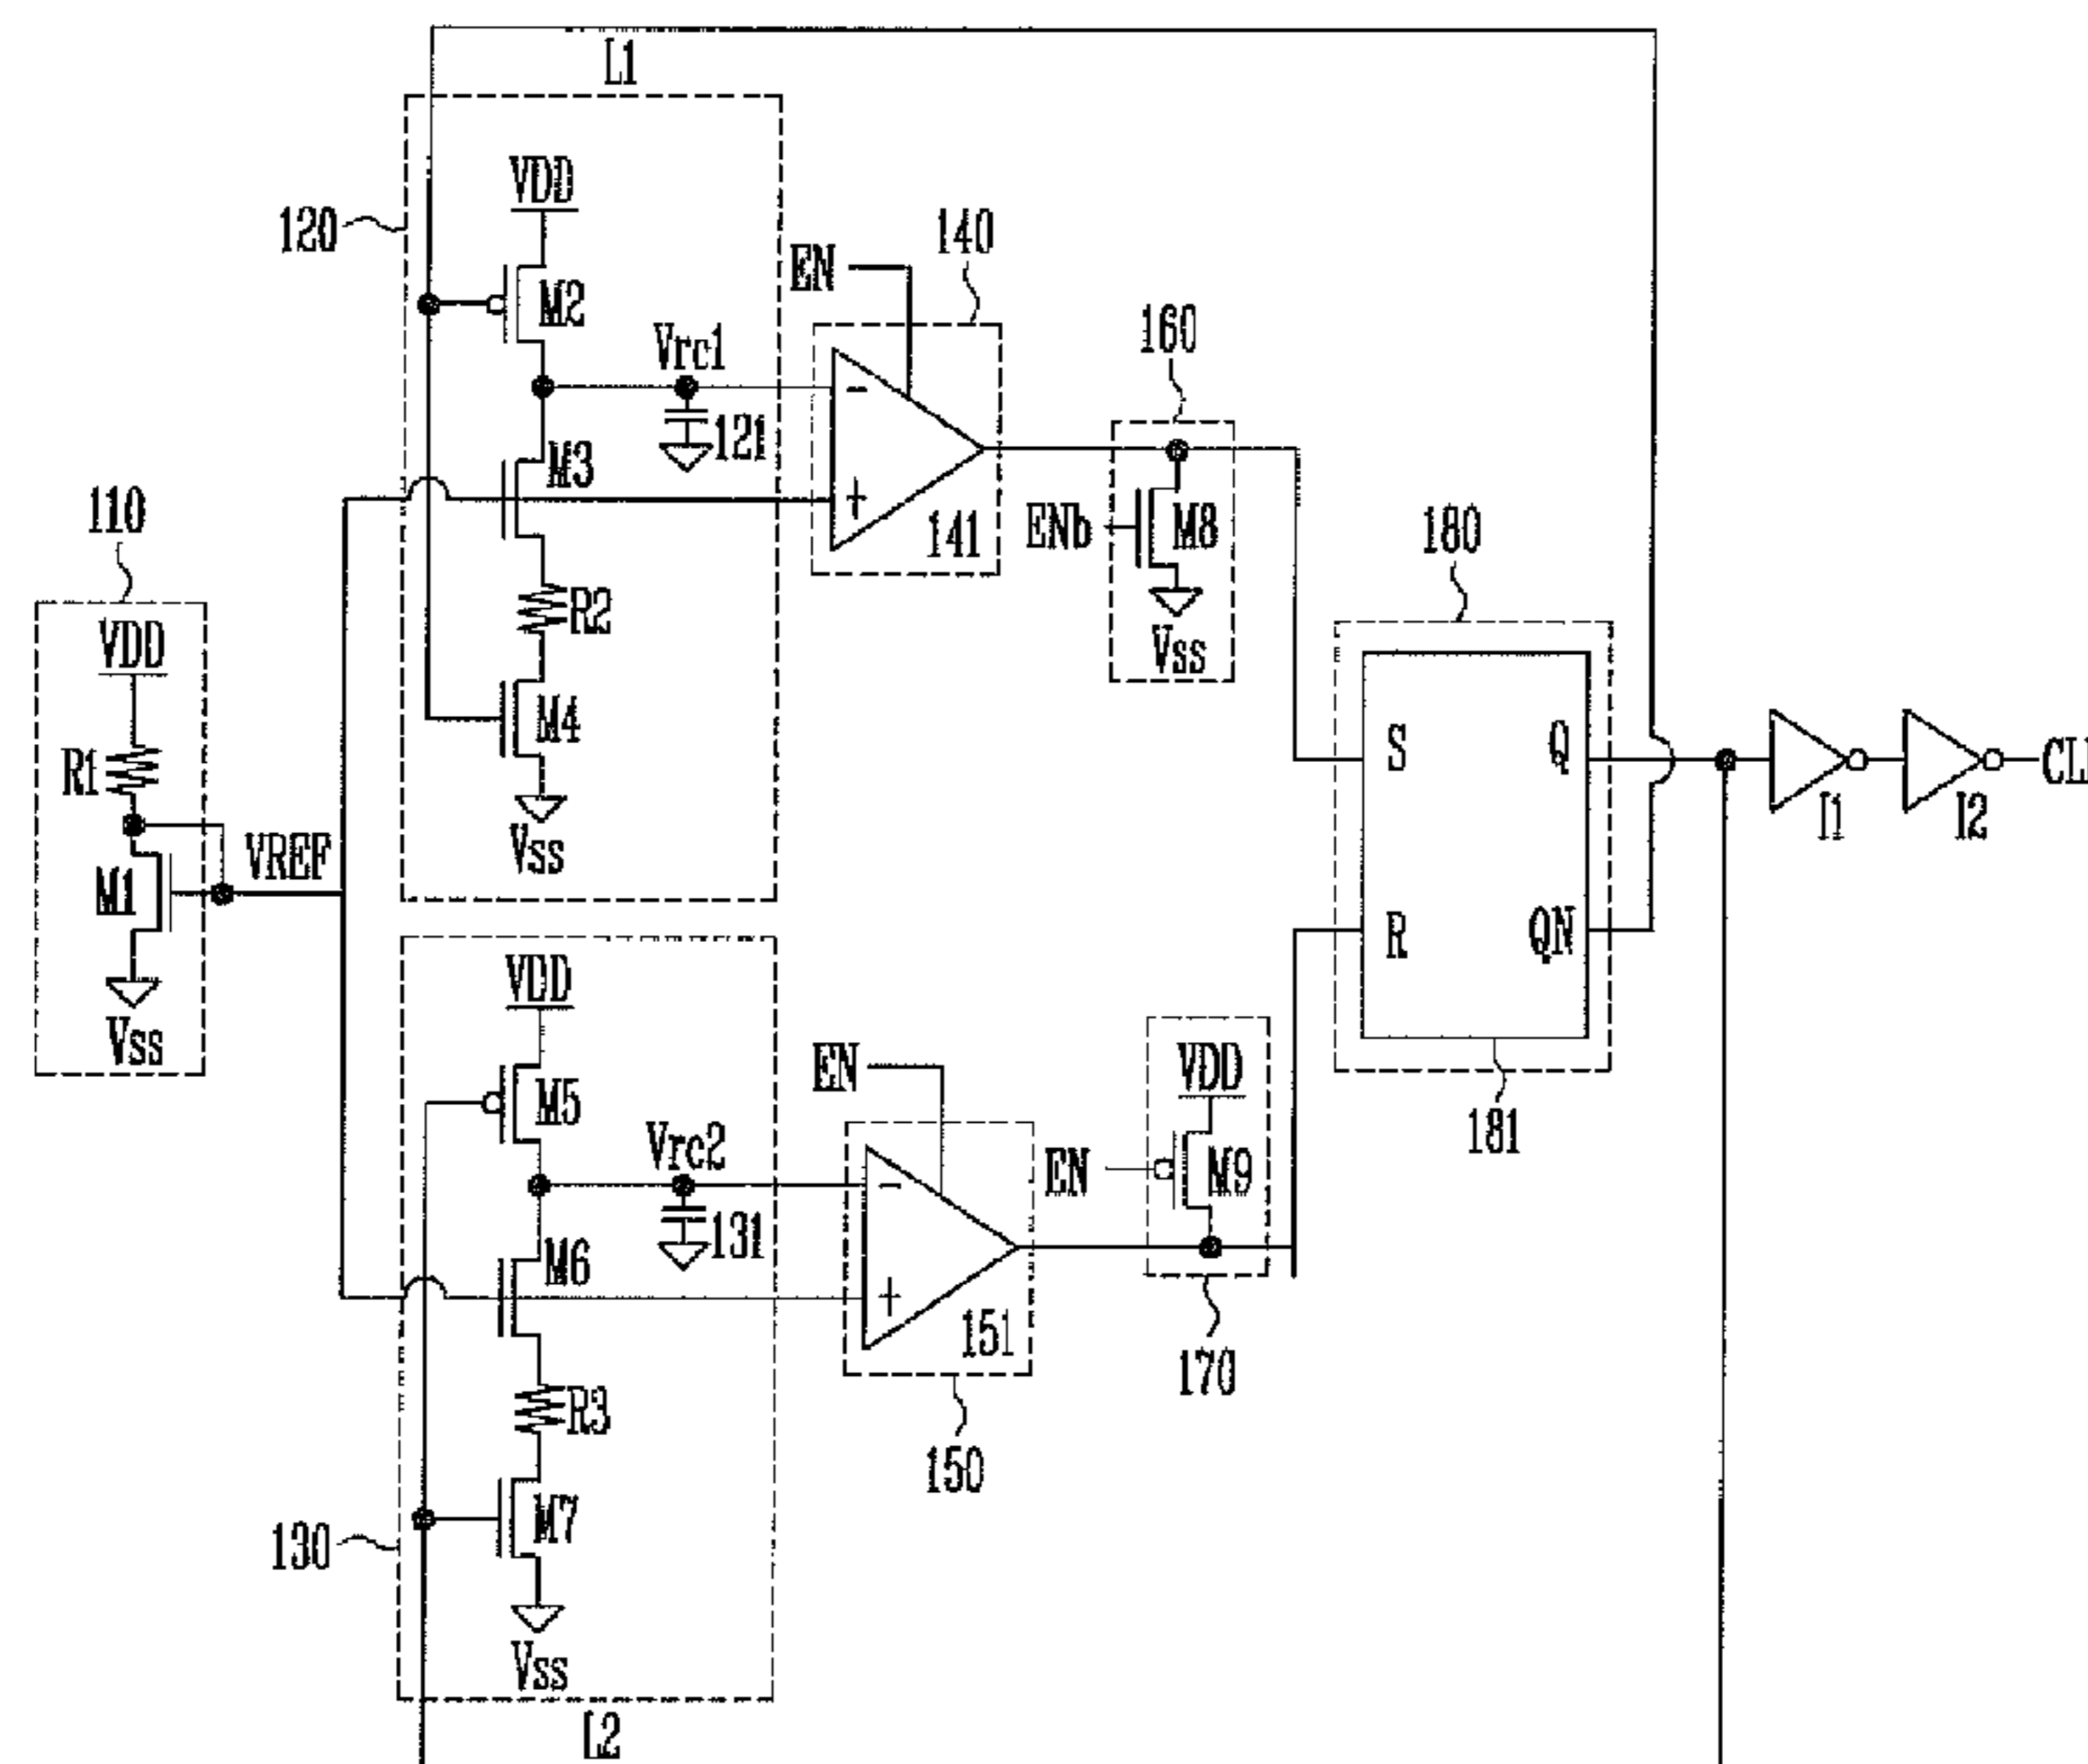 L1
VDD
120
M2
EN
140
Vrc1
121
160
M3
-
+
141
ENb
M8
Vss
110
VDD
R1
M1
VREF
Vss
R2
M4
Vss
180
S
Q
R
QN
181
I1
I2
VDD
M5
EN
Vrc2
131
M6
-
+
151
150
VDD
EN
M9
170
R3
M7
130
Vss
L2